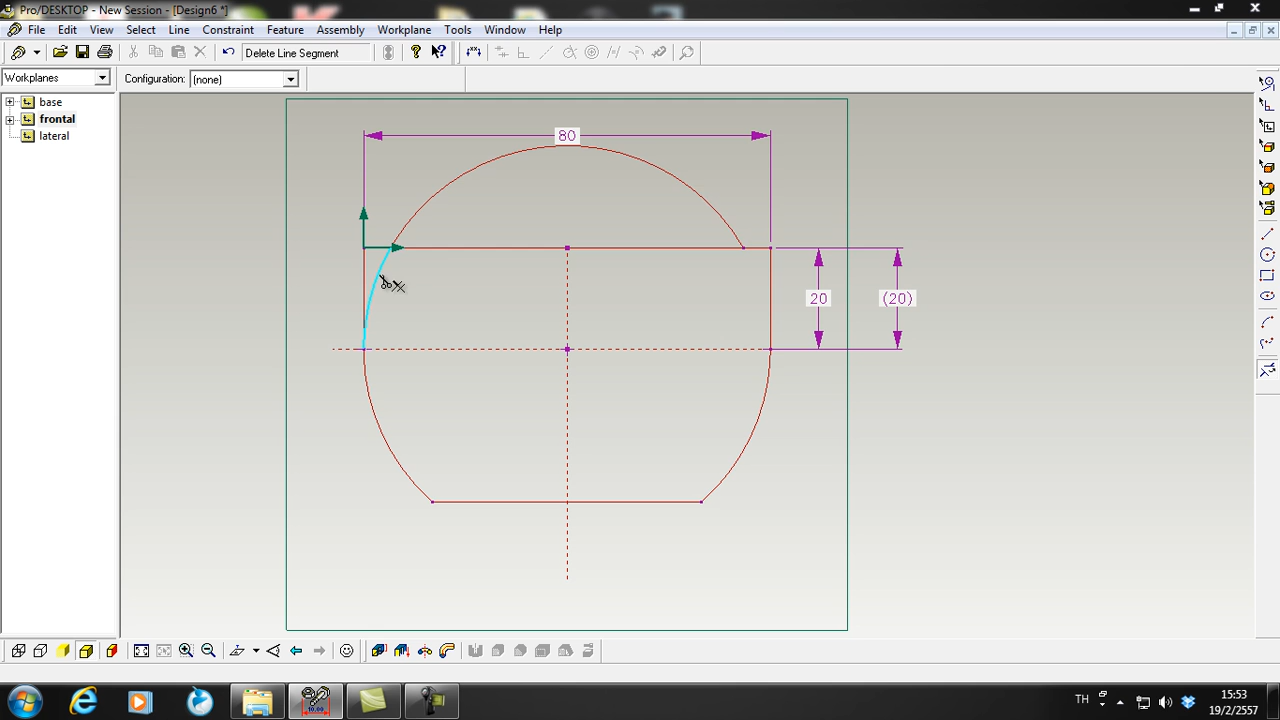 Pro/DESKTOP - New Session - [Design6 *]
File Edit View Select Line Constraint Feature Assembly Workplane Tools Window Help
Delete Line Segment
Workplanes Configuration: (none)
base
frontal
lateral
80
20 (20)
TH 15:53
19/2/2557